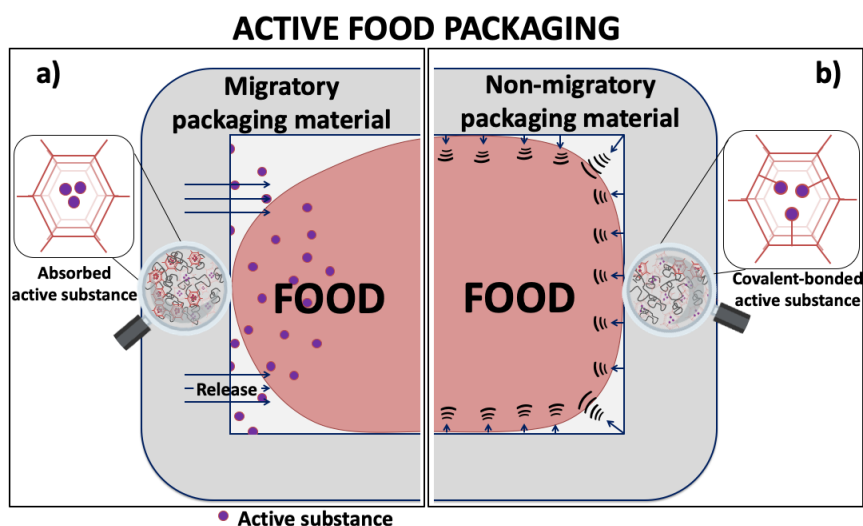 ACTIVE FOOD PACKAGING
a)
Migratory
packaging material
Absorbed
active substance
FOOD
Release
Non-migratory
packaging material
b)
FOOD
Covalent-bonded
active substance
Active substance